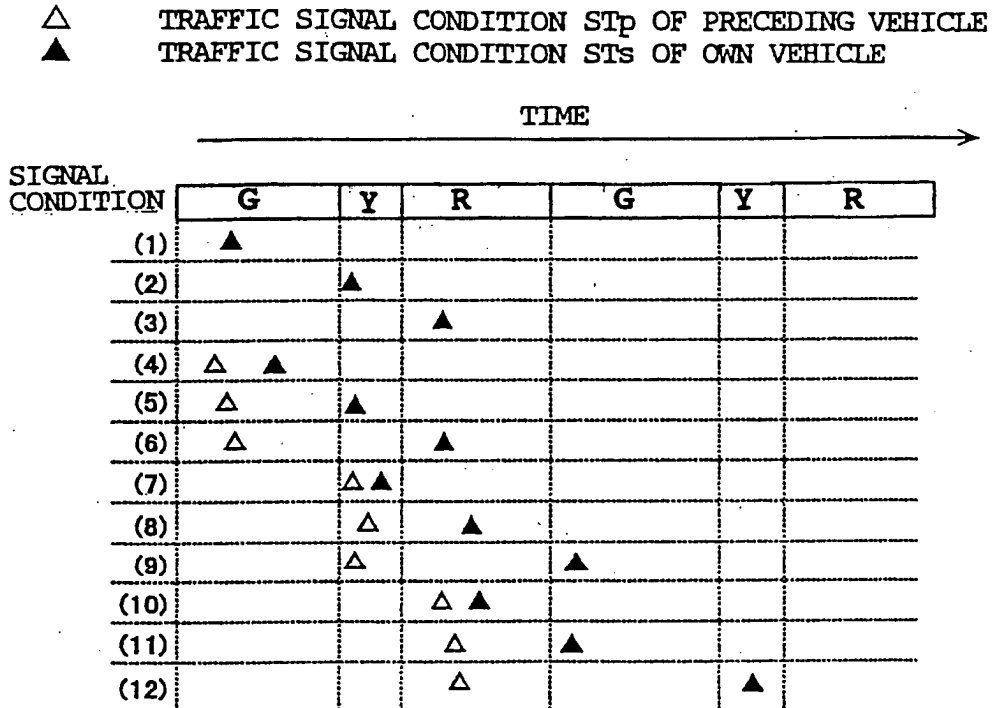 △ TRAFFIC SIGNAL CONDITION STp OF PRECEDING VEHICLE
▲ TRAFFIC SIGNAL CONDITION STs OF OWN VEHICLE
TIME
SIGNAL
CONDITION G Y R G Y R
(1)
(2)
(3)
(4)
(5)
(6)
(7)
(8)
(9)
(10)
(11)
(12)